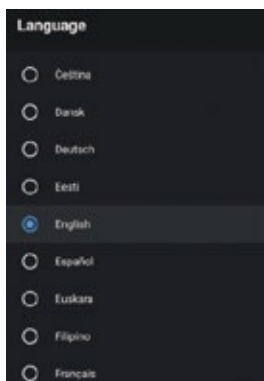 Language
Čeština
Dansk
Deutsch
Eesti
English
Español
Euskara
Filipino
Français